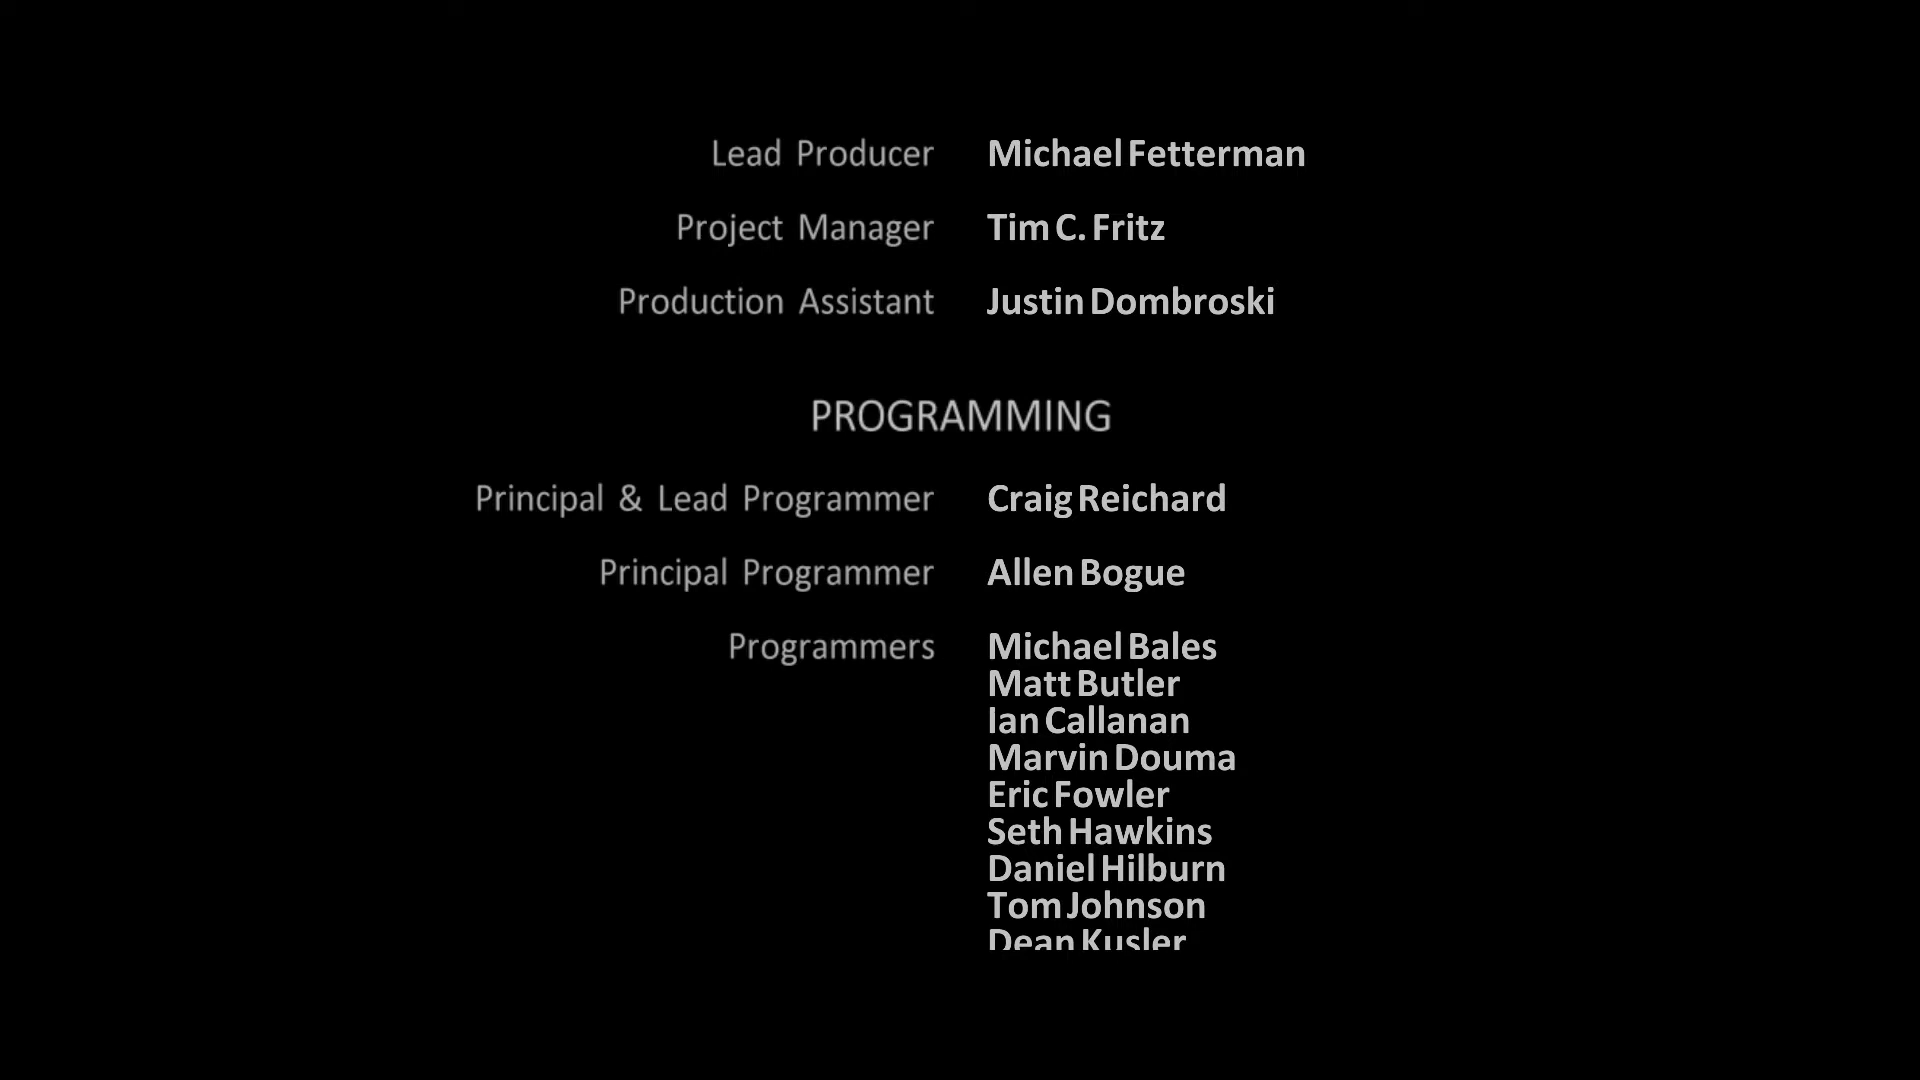 Lead Producer Michael Fetterman
Project Manager Tim C. Fritz
Production Assistant Justin Dombroski
PROGRAMMING
Principal & Lead Programmer Craig Reichard
Principal Programmer Allen Bogue
Programmers Michael Bales
Matt Butler
Ian Callanan
Marvin Douma
Eric Fowler
Seth Hawkins
Daniel Hilburn
Tom Johnson
Dean Kusler